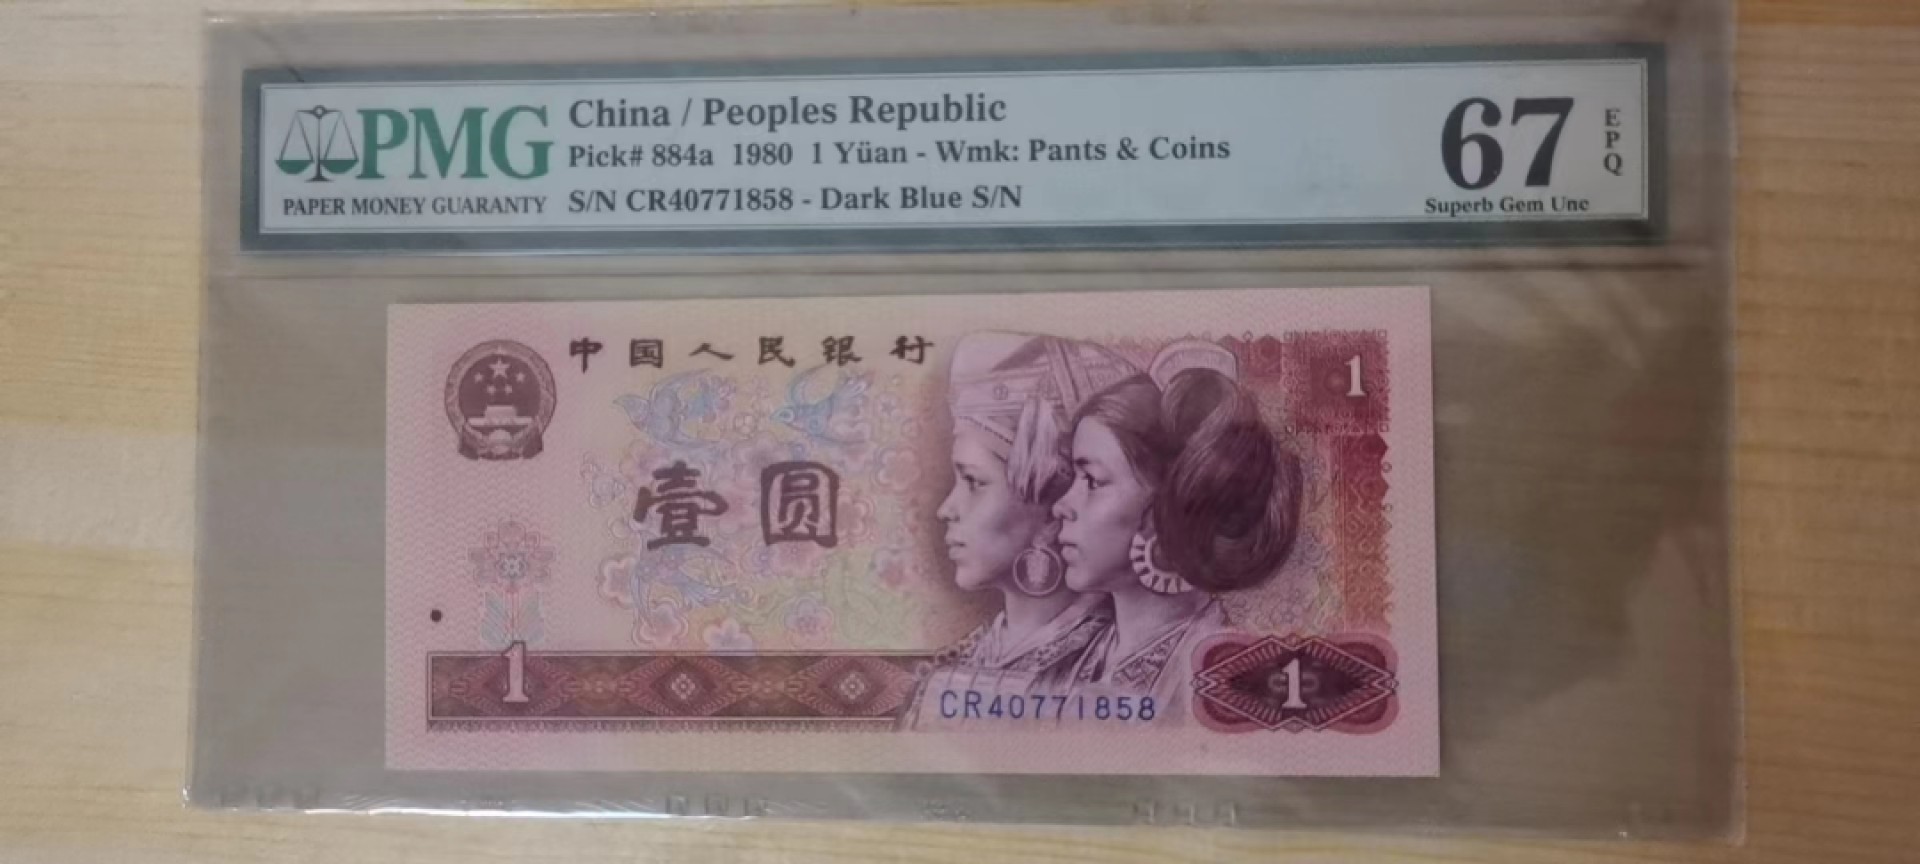 PMG
PAPER MONEY GUARANTY
China / Peoples Republic
Pick# 884a 1980 1 Yüan - Wmk: Pants & Coins
S/N CR40771858 - Dark Blue S/N
67
EPQ
Superb Gem Unc
中国人民银行
1
壹圆
1
CR40771858
1